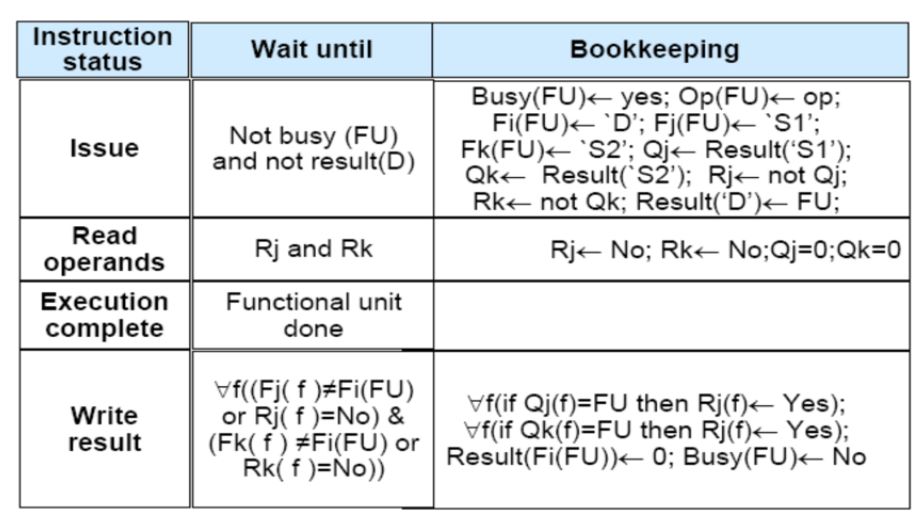 Instruction status
Wait until
Bookkeeping
Issue
Not busy (FU)
and not result(D)
Busy(FU)← yes; Op(FU)← op;
Fi(FU)← `D'; Fj(FU)← `S1';
Fk(FU)← `S2'; Qj← Result(‘S1');
Qk← Result(`S2'); Rj← not Qj;
Rk← not Qk; Result(‘D’)← FU;
Read
operands
Rj and Rk
Rj← No; Rk← No;Qj=0;Qk=0
Execution
complete
Functional unit
done
Write
result
∀f((Fj( f )≠Fi(FU)
or Rj( f )=No) &
(Fk( f ) ≠Fi(FU) or
Rk( f )=No))
∀f(if Qj(f)=FU then Rj(f)← Yes);
∀f(if Qk(f)=FU then Rj(f)← Yes);
Result(Fi(FU))← 0; Busy(FU)← No